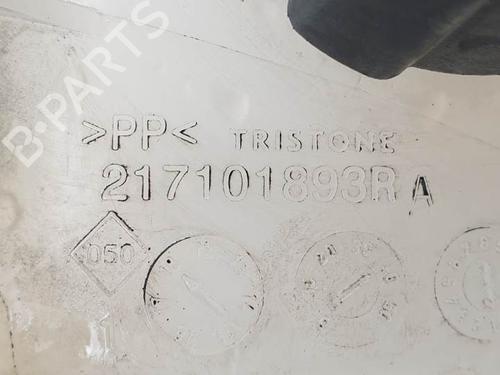 B-PARTS
>PP< TRISTONE
217101893R A
050